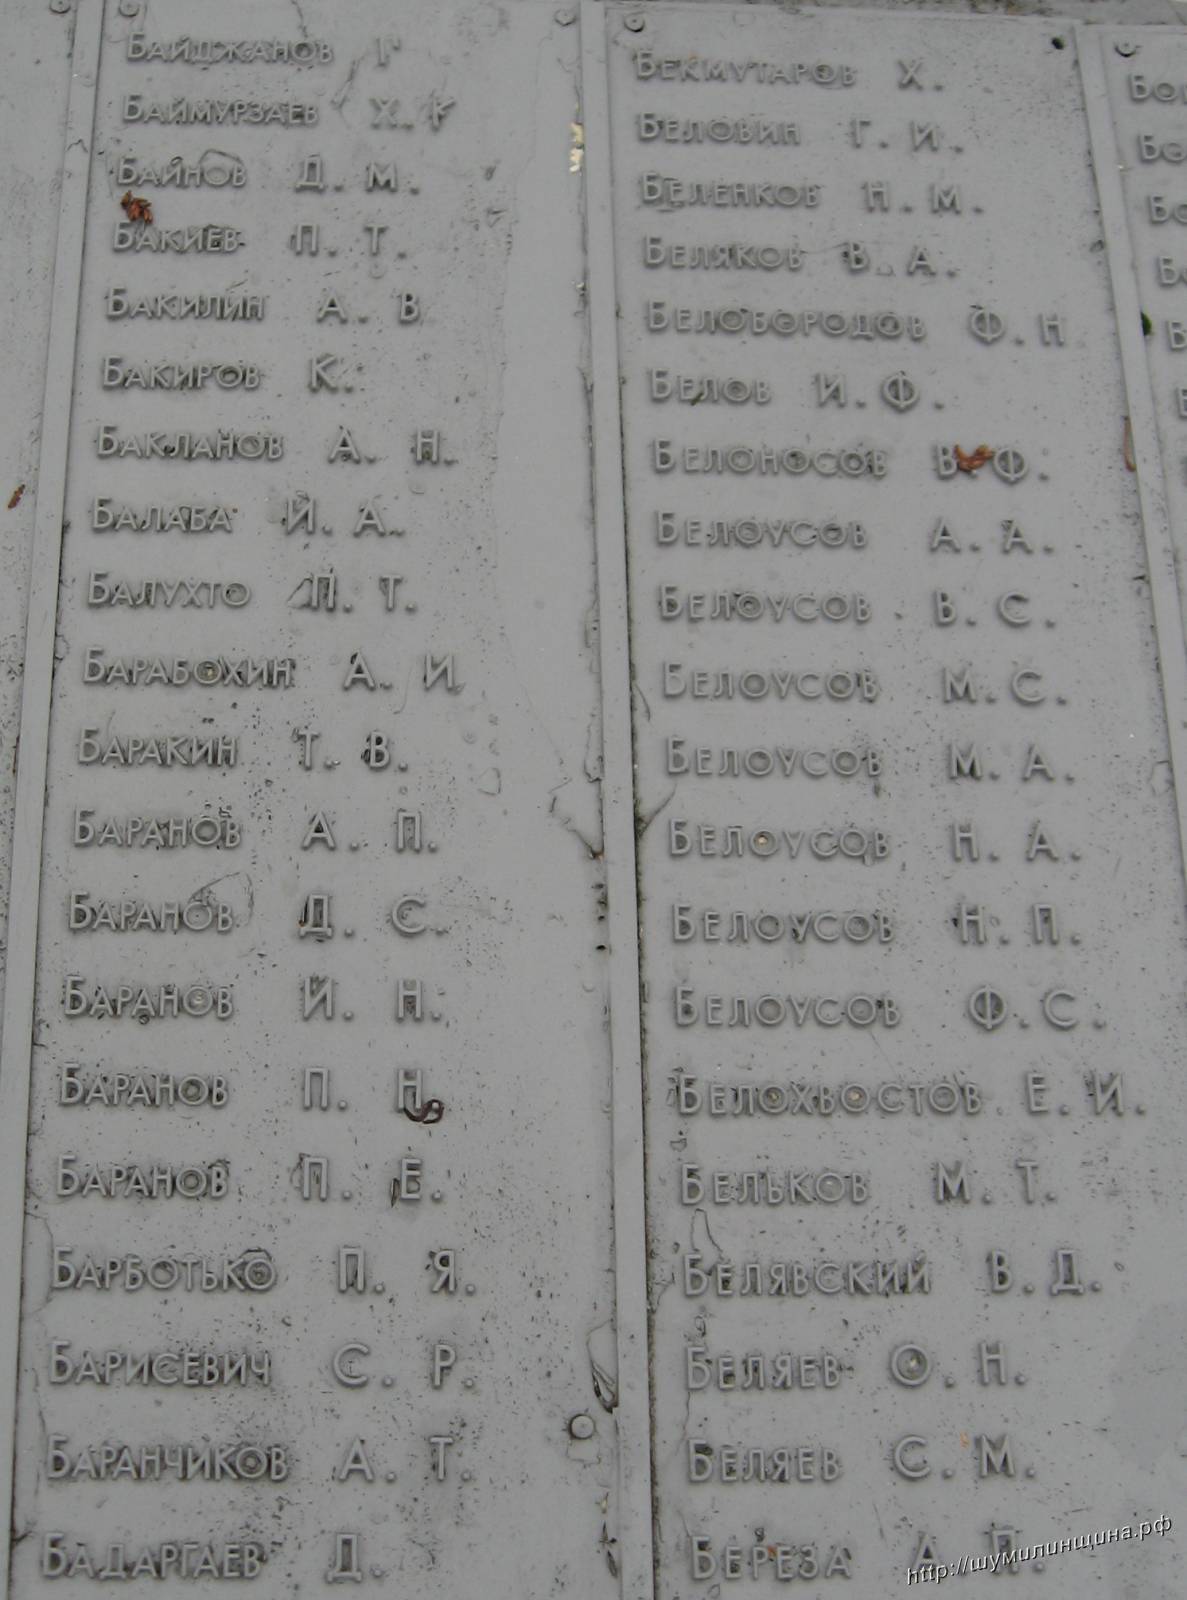 БАЙДЖАНОВ Г
БАЙМУРЗАЕВ Х. К
БАЙНОВ Д. М.
БАКИЕВ П. Т.
БАКИЛИН А. В
БАКИРОВ К.
БАКЛАНОВ А. Н.
БАЛАБА И. А.
БАЛУХТО П. Т.
БАРАБОХИН А. И
БАРАКИН Т. В.
БАРАНОВ А. П.
БАРАНОВ Д. С.
БАРАНОВ И. Н.
БАРАНОВ П. Н.
БАРАНОВ П. Е.
БАРБОТЬКО П. Я.
БАРИСЕВИЧ С. Р.
БАРАНЧИКОВ А. Т.
БАДАРГАЕВ Д.
БЕКМУТАРОВ Х.
БЕЛОВИН Г. И.
БЕЛЕНКОВ Н. М.
БЕЛЯКОВ В. А.
БЕЛОБОРОДОВ Ф. Н
БЕЛОВ И. Ф.
БЕЛОНОСОВ В. Ф.
БЕЛОУСОВ А. А.
БЕЛОУСОВ В. С.
БЕЛОУСОВ М. С.
БЕЛОУСОВ М. А.
БЕЛОУСОВ Н. А.
БЕЛОУСОВ Н. П.
БЕЛОУСОВ Ф. С.
БЕЛОХВОСТОВ Е. И.
БЕЛЬКОВ М. Т.
БЕЛЯВСКИЙ В. Д.
БЕЛЯЕВ О. Н.
БЕЛЯЕВ С. М.
БЕРЕЗА А. П.
http://шумилинщина.рф